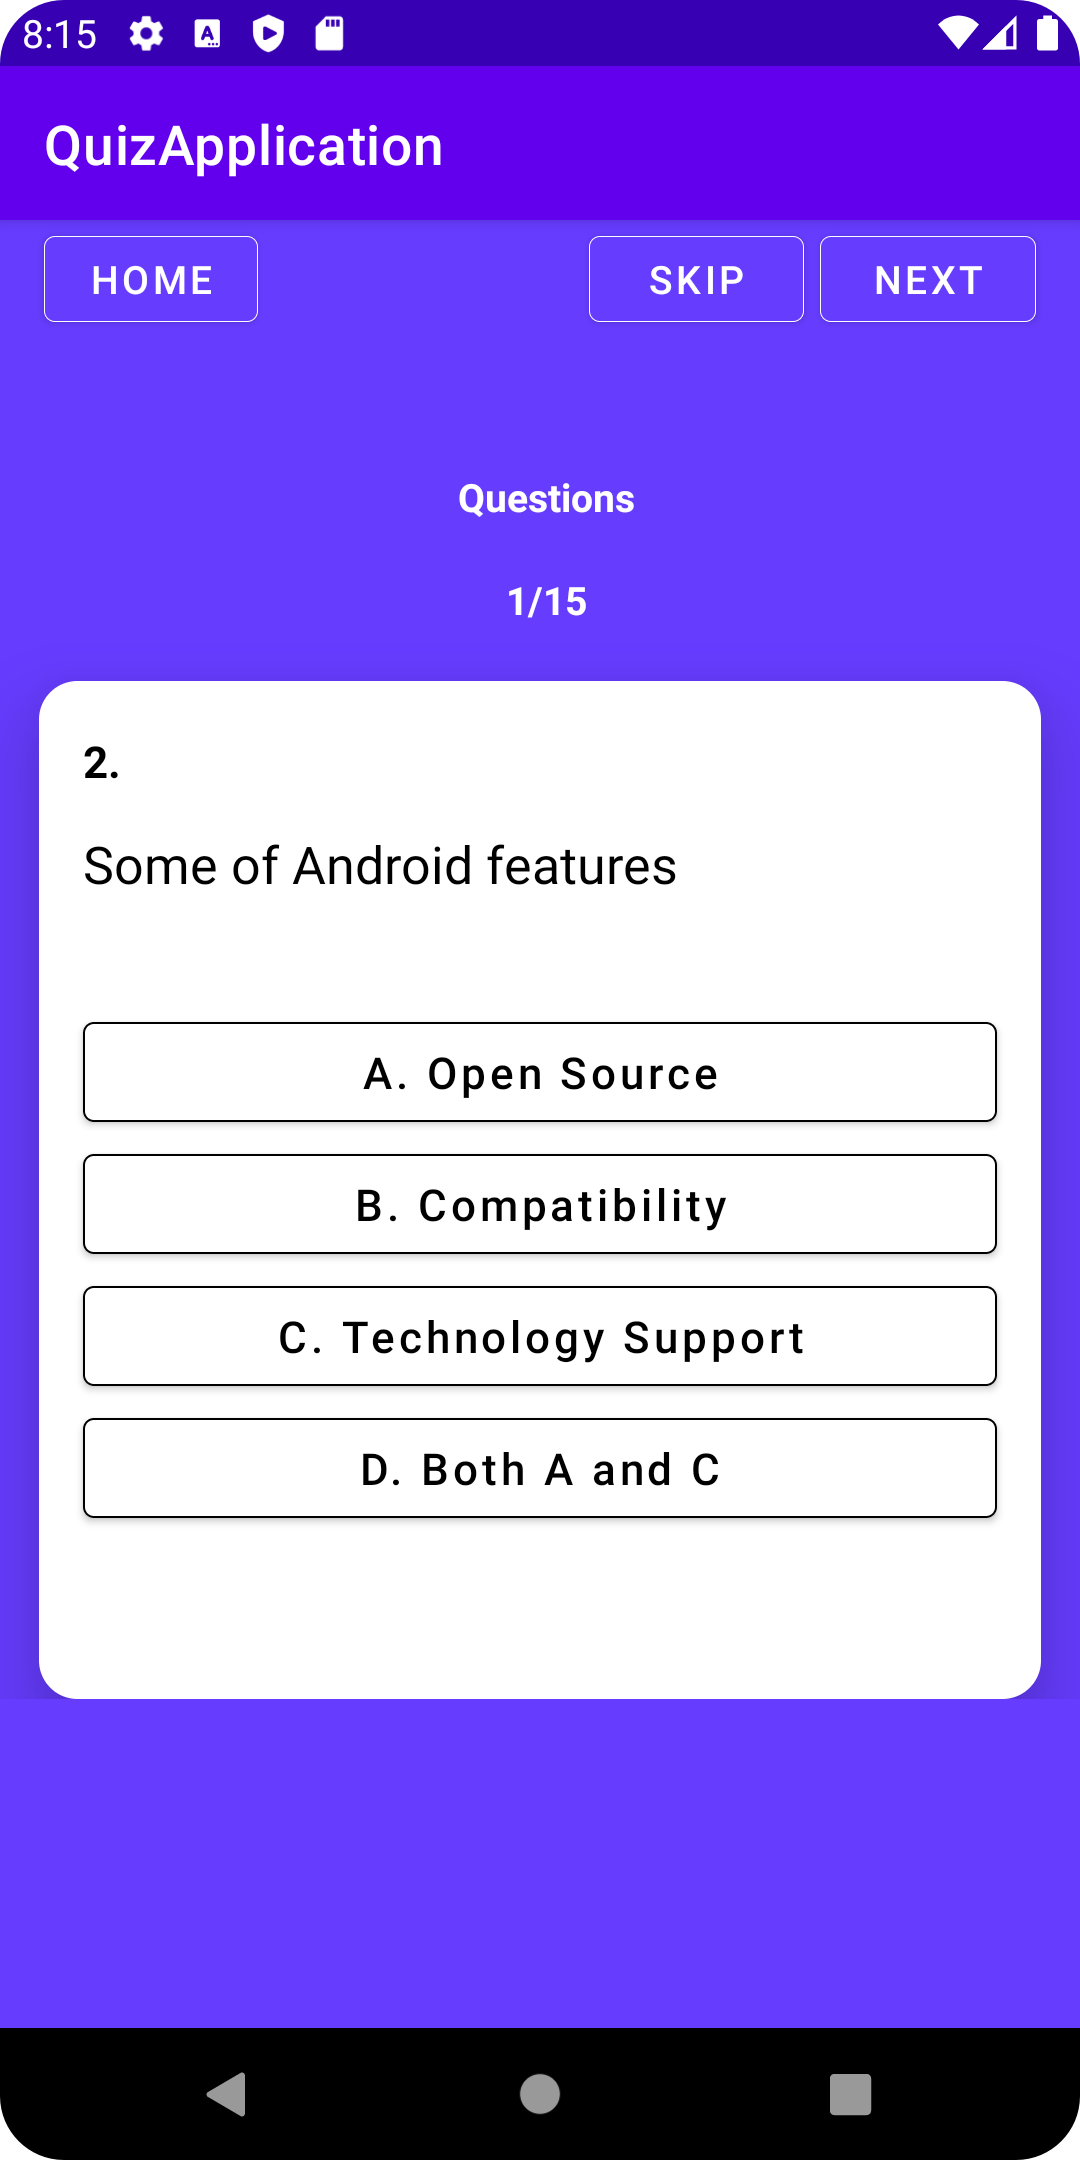 8:15
QuizApplication
HOME SKIP NEXT
Questions
1/15
2.
Some of Android features
A. Open Source
B. Compatibility
C. Technology Support
D. Both A and C